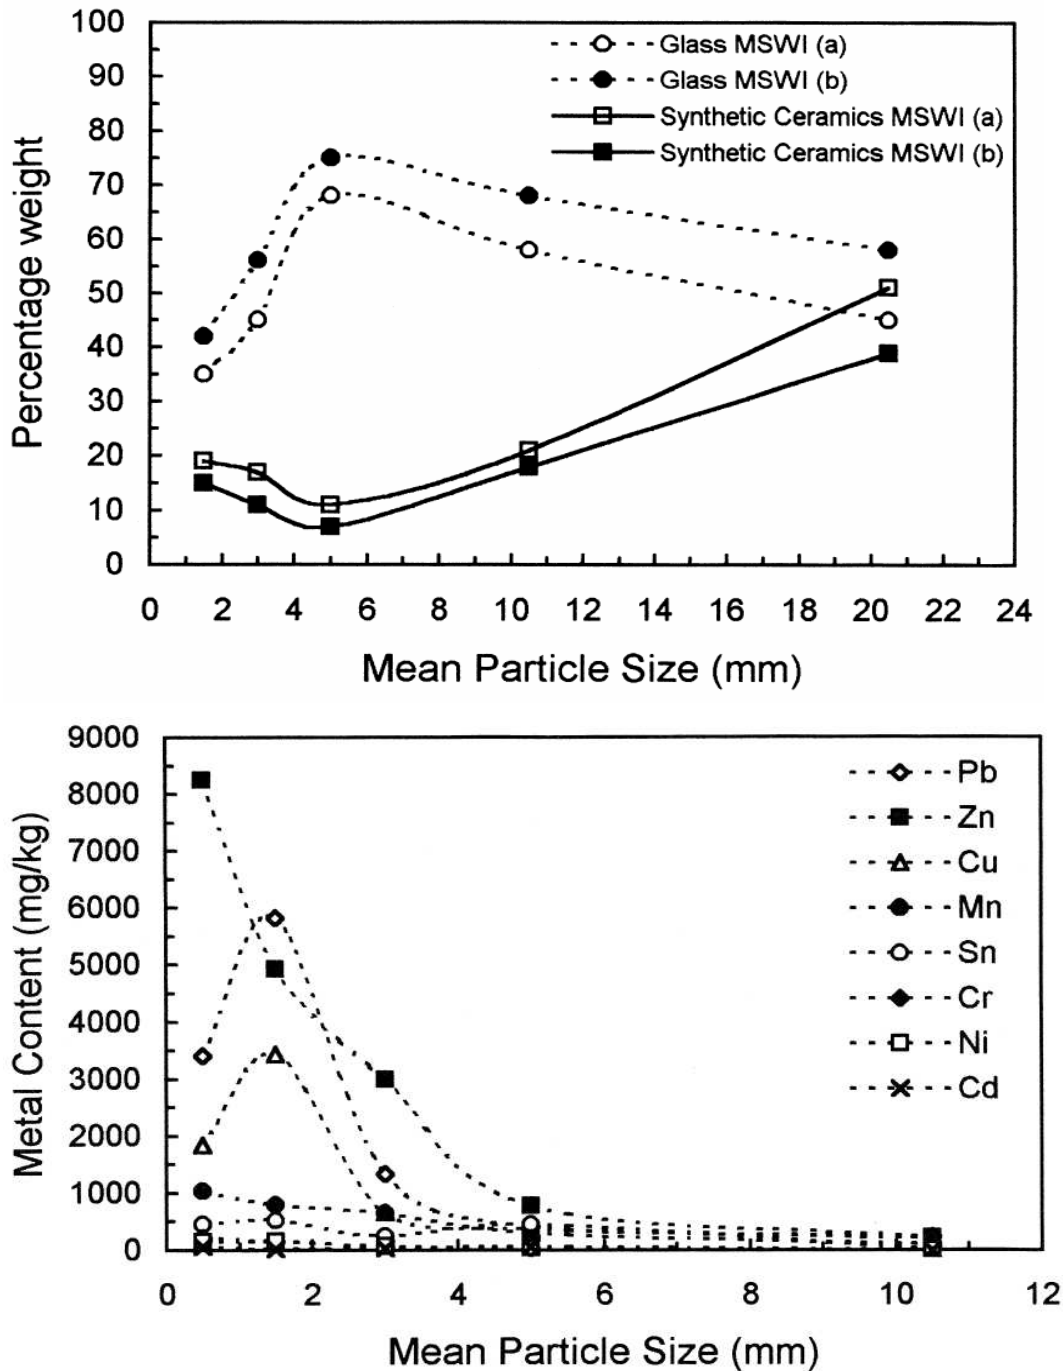 100
90
80
70
60
50
40
30
20
10
0
Percentage weight
Glass MSWI (a)
Glass MSWI (b)
Synthetic Ceramics MSWI (a)
Synthetic Ceramics MSWI (b)
0 2 4 6 8 10 12 14 16 18 20 22 24
Mean Particle Size (mm)
9000
8000
7000
6000
5000
4000
3000
2000
1000
0
Metal Content (mg/kg)
Pb
Zn
Cu
Mn
Sn
Cr
Ni
Cd
0 2 4 6 8 10 12
Mean Particle Size (mm)